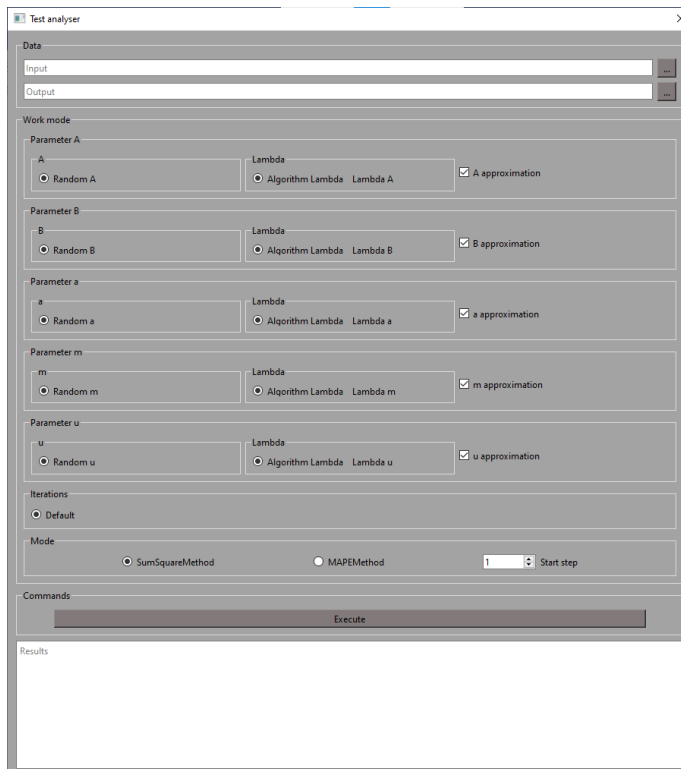 Test analyser
Data
Input
...
Output
...
Work mode
Parameter A
A
Lambda
Random A
Algorithm Lambda Lambda A
A approximation
Parameter B
B
Lambda
Random B
Algorithm Lambda Lambda B
B approximation
Parameter a
a
Lambda
Random a
Algorithm Lambda Lambda a
a approximation
Parameter m
m
Lambda
Random m
Algorithm Lambda Lambda m
m approximation
Parameter u
u
Lambda
Random u
Algorithm Lambda Lambda u
u approximation
Iterations
Default
Mode
SumSquareMethod
MAPEMethod
1
Start step
Commands
Execute
Results